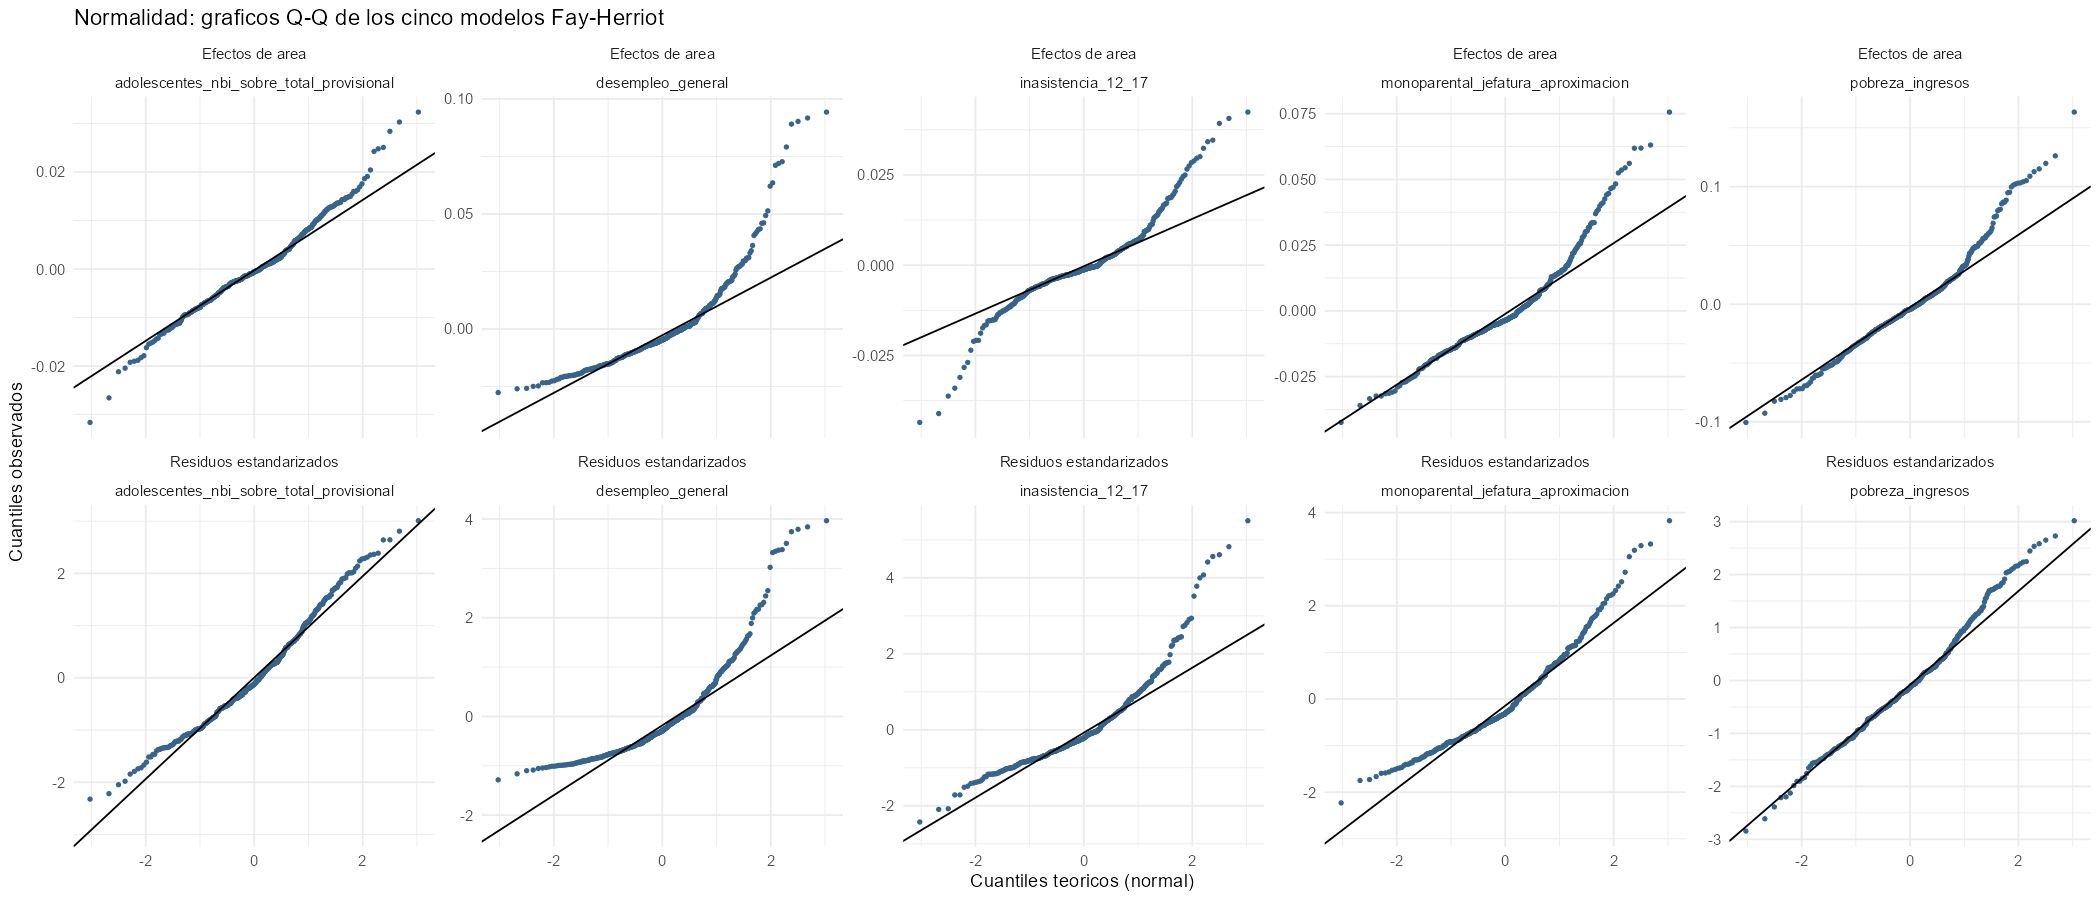 Normalidad: graficos Q-Q de los cinco modelos Fay-Herriot
Efectos de area
adolescentes_nbi_sobre_total_provisional
Efectos de area
desempleo_general
Efectos de area
inasistencia_12_17
Efectos de area
monoparental_jefatura_aproximacion
Efectos de area
pobreza_ingresos
0.02
0.00
-0.02
0.10
0.05
0.00
0.025
0.000
-0.025
0.075
0.050
0.025
0.000
-0.025
0.1
0.0
-0.1
Cuantiles observados
Residuos estandarizados
adolescentes_nbi_sobre_total_provisional
Residuos estandarizados
desempleo_general
Residuos estandarizados
inasistencia_12_17
Residuos estandarizados
monoparental_jefatura_aproximacion
Residuos estandarizados
pobreza_ingresos
2
0
-2
4
2
0
-2
4
2
0
-2
4
2
0
-2
3
2
1
0
-1
-2
-3
-2 0 2
-2 0 2
-2 0 2
-2 0 2
-2 0 2
Cuantiles teoricos (normal)